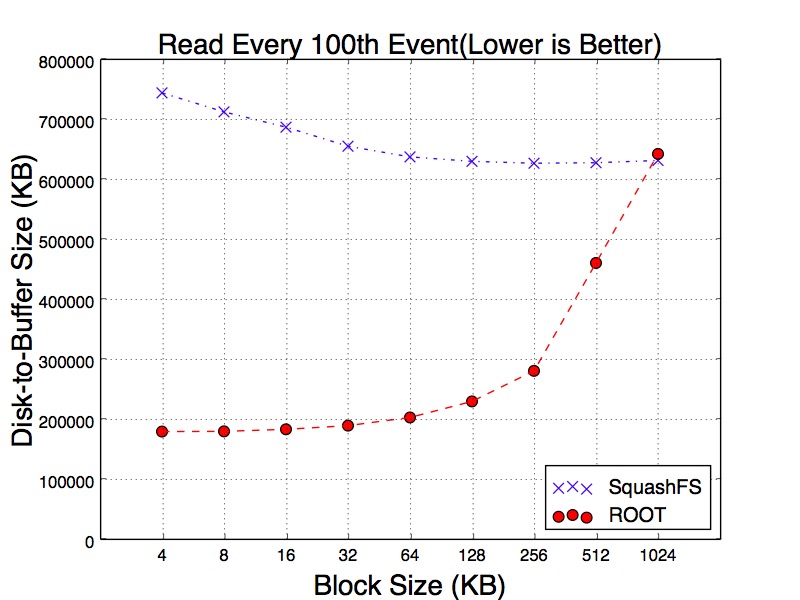 Read Every 100th Event(Lower is Better)
800000
700000
600000
500000
400000
300000
200000
100000
0
Disk-to-Buffer Size (KB)
4 8 16 32 64 128 256 512 1024
Block Size (KB)
SquashFS
ROOT